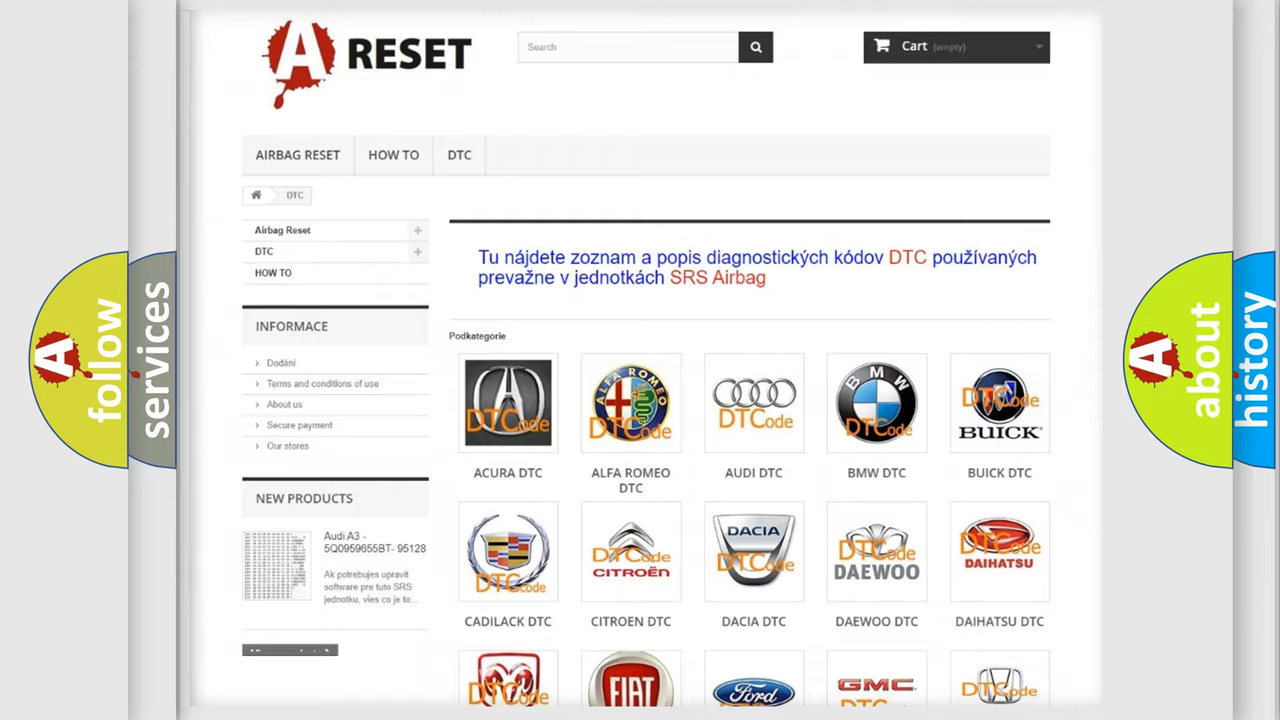 A RESET
Search
Cart (empty)
AIRBAG RESET
HOW TO
DTC
DTC
Airbag Reset
DTC
HOW TO
INFORMACE
Dodání
Terms and conditions of use
About us
Secure payment
Our stores
NEW PRODUCTS
Audi A3 -
5Q0959655BT- 95128
Ak potrebujes upravit
software pre tuto SRS
jednotku, vies co je to...
Tu nájdete zoznam a popis diagnostických kódov DTC používaných
prevažne v jednotkách SRS Airbag
Podkategorie
DTCode
ALFA ROMEO
DTCode
DTCode
BMW
DTCode
DTCode
BUICK
ACURA DTC
ALFA ROMEO
DTC
AUDI DTC
BMW DTC
BUICK DTC
DTCode
DTCode
CITROËN
DACIA
DTCode
DTCode
DAEWOO
DTCode
DAIHATSU
CADILACK DTC
CITROEN DTC
DACIA DTC
DAEWOO DTC
DAIHATSU DTC
DTCode
FIAT
Ford
GMC
DTCode
A follow
services
A about
history